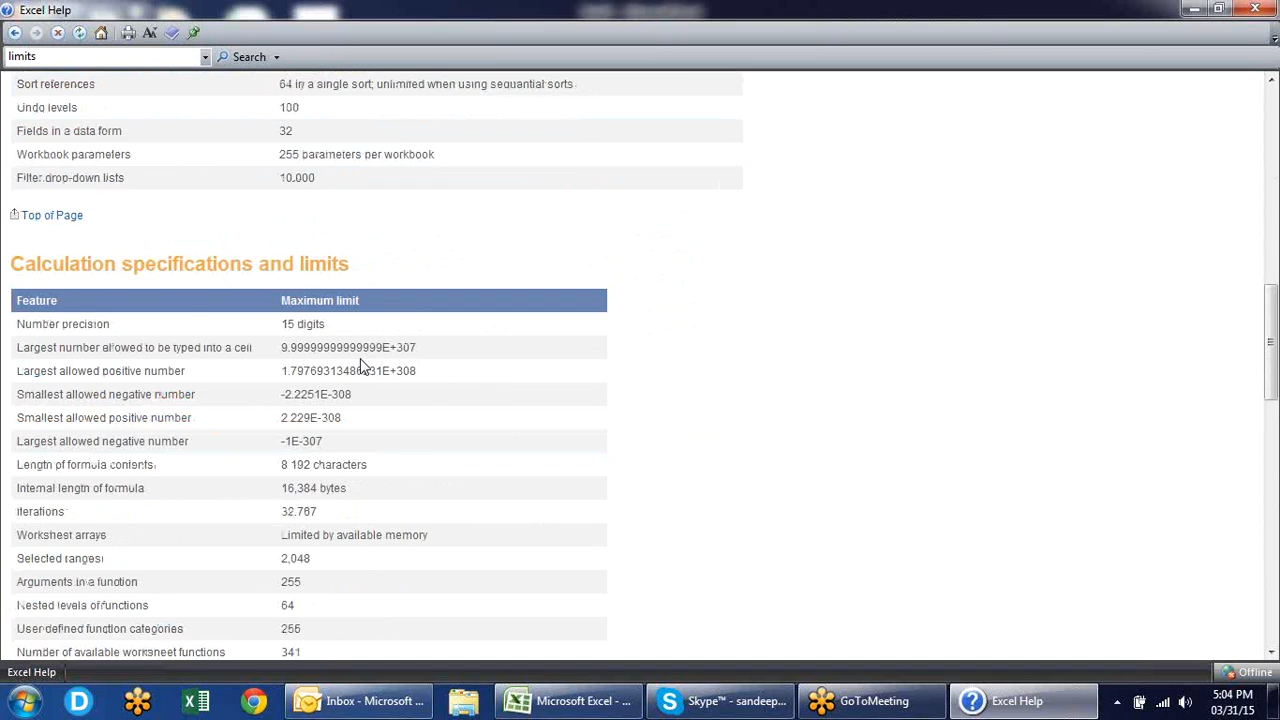 Excel Help
limits
Search
Sort references 64 in a single sort; unlimited when using sequential sorts
Undo levels 100
Fields in a data form 32
Workbook parameters 255 parameters per workbook
Filter drop-down lists 10,000
Top of Page
Calculation specifications and limits
Feature Maximum limit
Number precision 15 digits
Largest number allowed to be typed into a cell 9.99999999999999E+307
Largest allowed positive number
Smallest allowed negative number -2.2251E-308
Smallest allowed positive number 2.229E-308
Largest allowed negative number -1E-307
Length of formula contents 8,192 characters
Internal length of formula 16,384 bytes
Iterations 32,767
Worksheet arrays Limited by available memory
Selected ranges 2,048
Arguments in a function 255
Nested levels of functions 64
User defined function categories 255
Number of available worksheet functions 341
Excel Help Offline
Inbox - Microsoft ... Microsoft Excel - ... Skype™ - sandeep... GoToMeeting Excel Help 5:04 PM
03/31/15